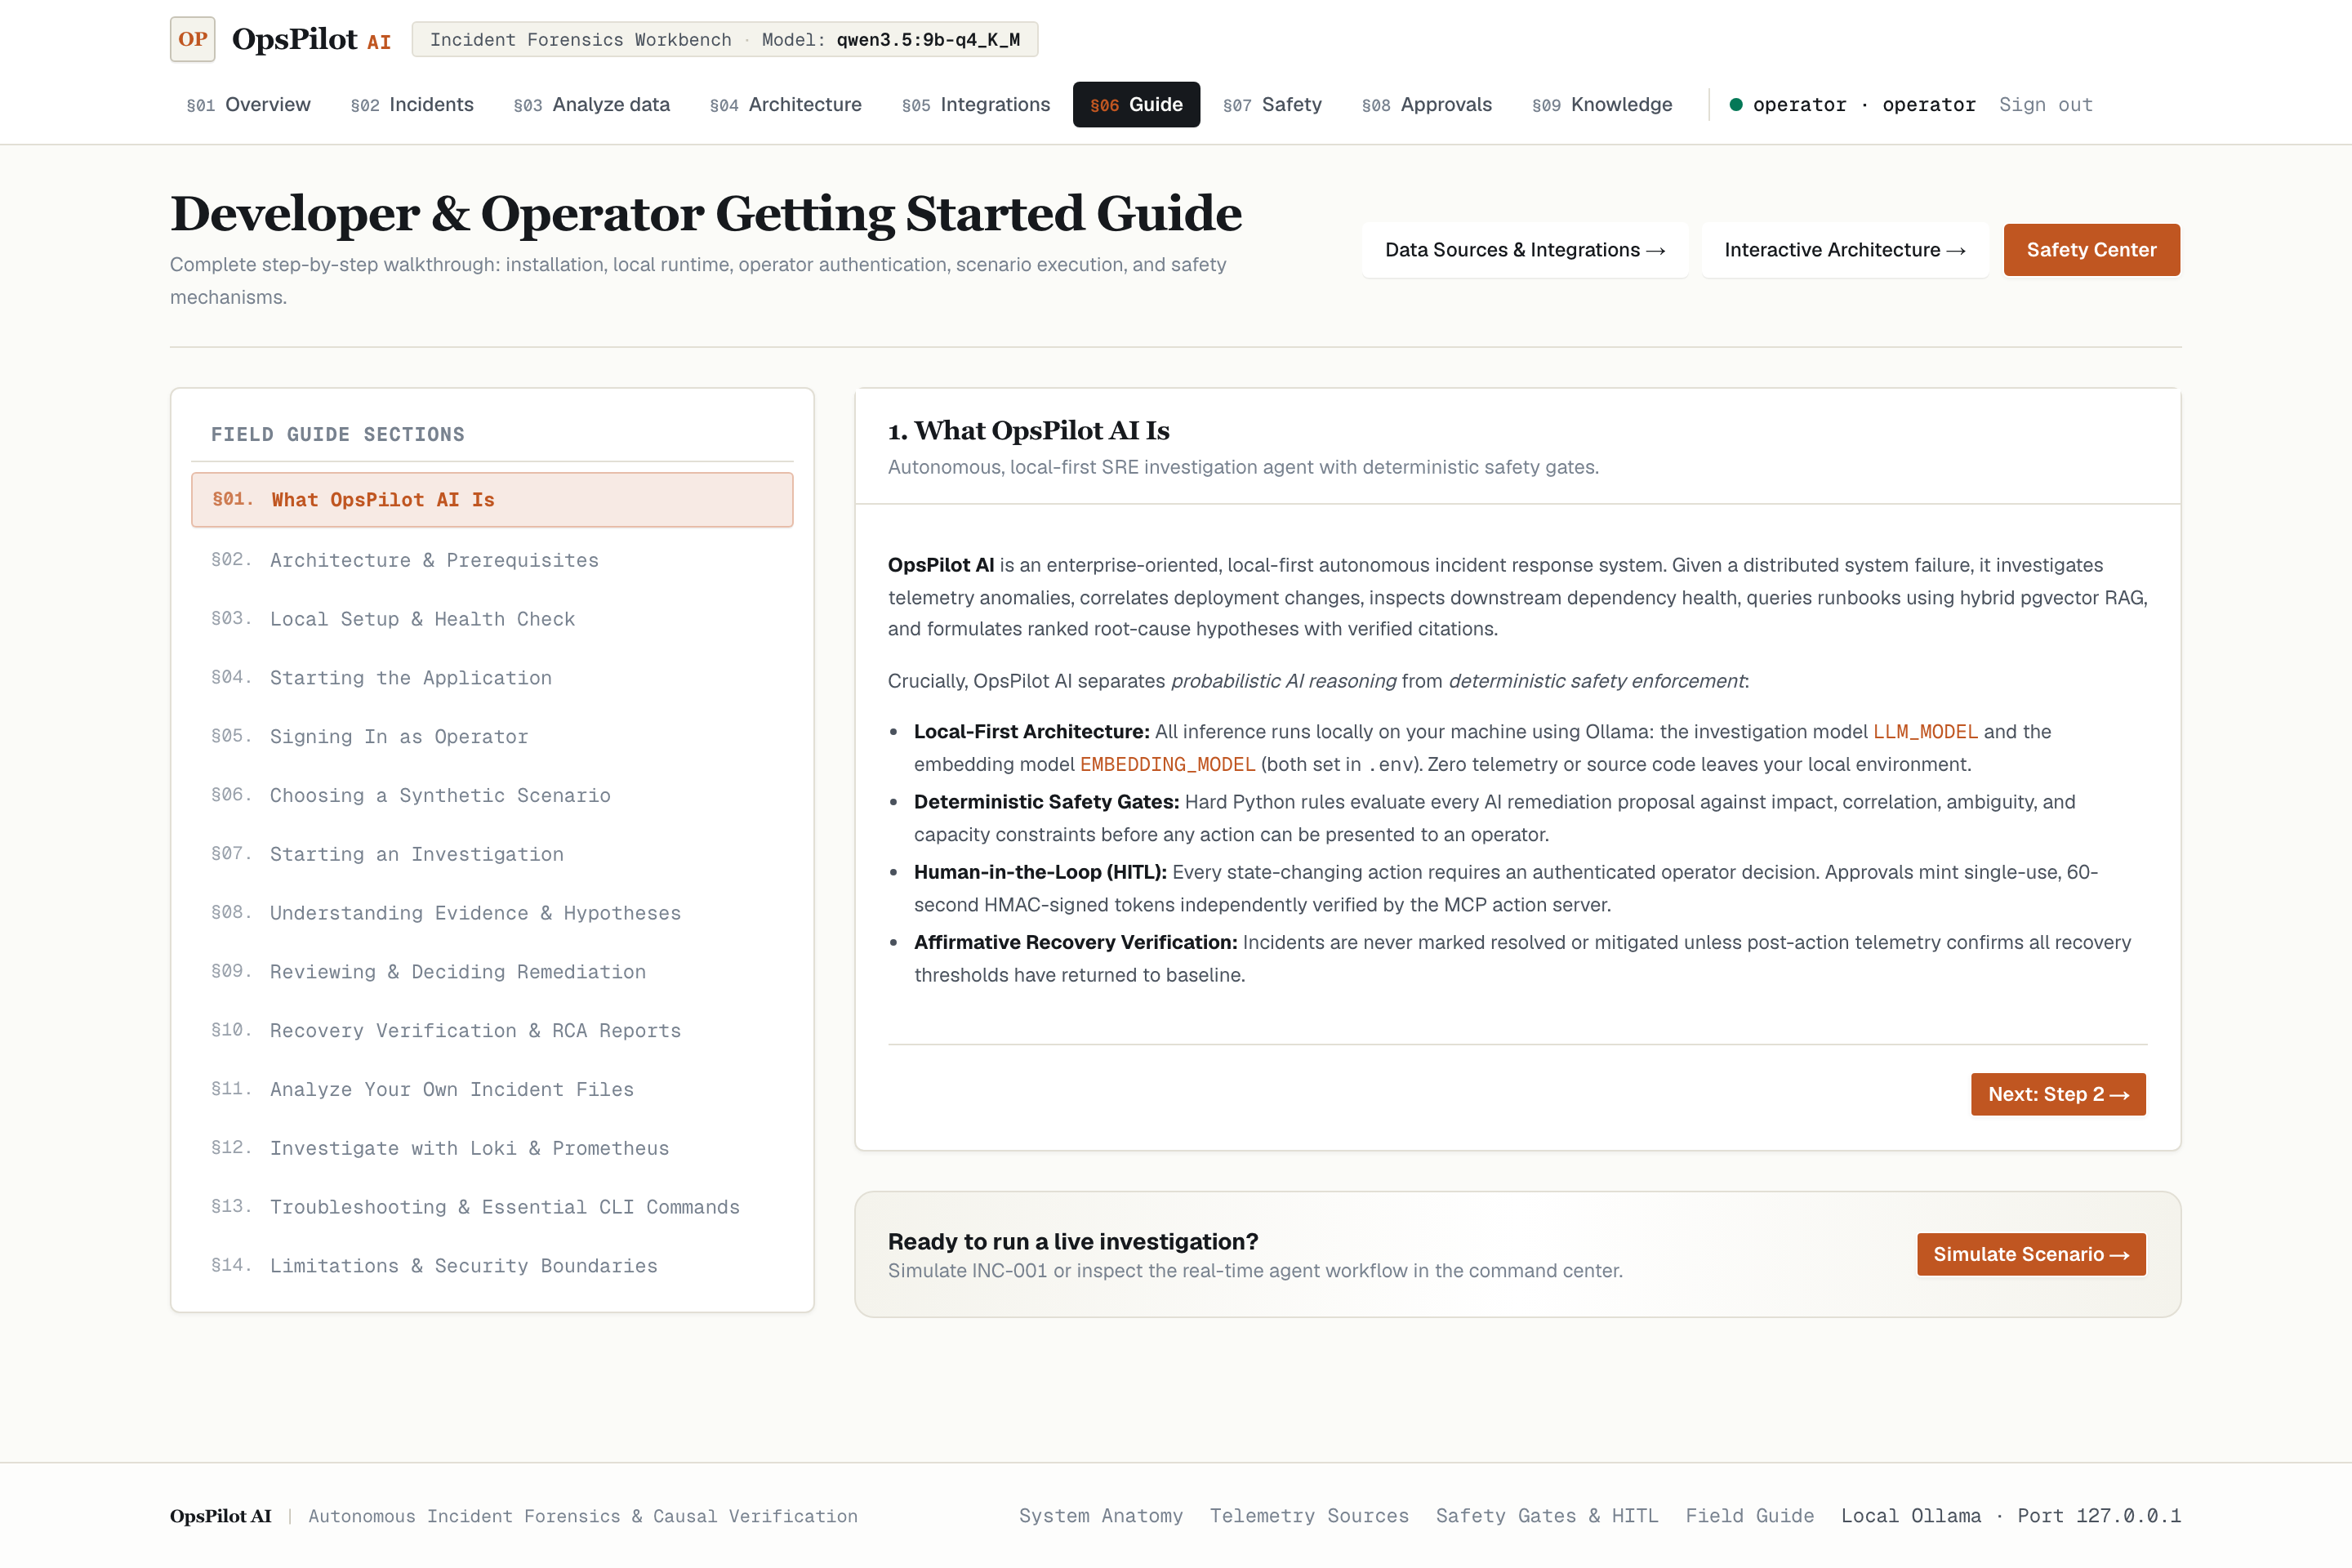 OP OpsPilot AI Incident Forensics Workbench · Model: qwen3.5:9b-q4_K_M
§01 Overview §02 Incidents §03 Analyze data §04 Architecture §05 Integrations §06 Guide §07 Safety §08 Approvals §09 Knowledge operator · operator Sign out
Developer & Operator Getting Started Guide
Complete step-by-step walkthrough: installation, local runtime, operator authentication, scenario execution, and safety
mechanisms.
Data Sources & Integrations → Interactive Architecture → Safety Center
FIELD GUIDE SECTIONS
§01. What OpsPilot AI Is
§02. Architecture & Prerequisites
§03. Local Setup & Health Check
§04. Starting the Application
§05. Signing In as Operator
§06. Choosing a Synthetic Scenario
§07. Starting an Investigation
§08. Understanding Evidence & Hypotheses
§09. Reviewing & Deciding Remediation
§10. Recovery Verification & RCA Reports
§11. Analyze Your Own Incident Files
§12. Investigate with Loki & Prometheus
§13. Troubleshooting & Essential CLI Commands
§14. Limitations & Security Boundaries
1. What OpsPilot AI Is
Autonomous, local-first SRE investigation agent with deterministic safety gates.
OpsPilot AI is an enterprise-oriented, local-first autonomous incident response system. Given a distributed system failure, it investigates
telemetry anomalies, correlates deployment changes, inspects downstream dependency health, queries runbooks using hybrid pgvector RAG,
and formulates ranked root-cause hypotheses with verified citations.
Crucially, OpsPilot AI separates probabilistic AI reasoning from deterministic safety enforcement:
• Local-First Architecture: All inference runs locally on your machine using Ollama: the investigation model LLM_MODEL and the
embedding model EMBEDDING_MODEL (both set in .env). Zero telemetry or source code leaves your local environment.
• Deterministic Safety Gates: Hard Python rules evaluate every AI remediation proposal against impact, correlation, ambiguity, and
capacity constraints before any action can be presented to an operator.
• Human-in-the-Loop (HITL): Every state-changing action requires an authenticated operator decision. Approvals mint single-use, 60-
second HMAC-signed tokens independently verified by the MCP action server.
• Affirmative Recovery Verification: Incidents are never marked resolved or mitigated unless post-action telemetry confirms all recovery
thresholds have returned to baseline.
Next: Step 2 →
Ready to run a live investigation?
Simulate INC-001 or inspect the real-time agent workflow in the command center.
Simulate Scenario →
OpsPilot AI | Autonomous Incident Forensics & Causal Verification System Anatomy Telemetry Sources Safety Gates & HITL Field Guide Local Ollama · Port 127.0.0.1